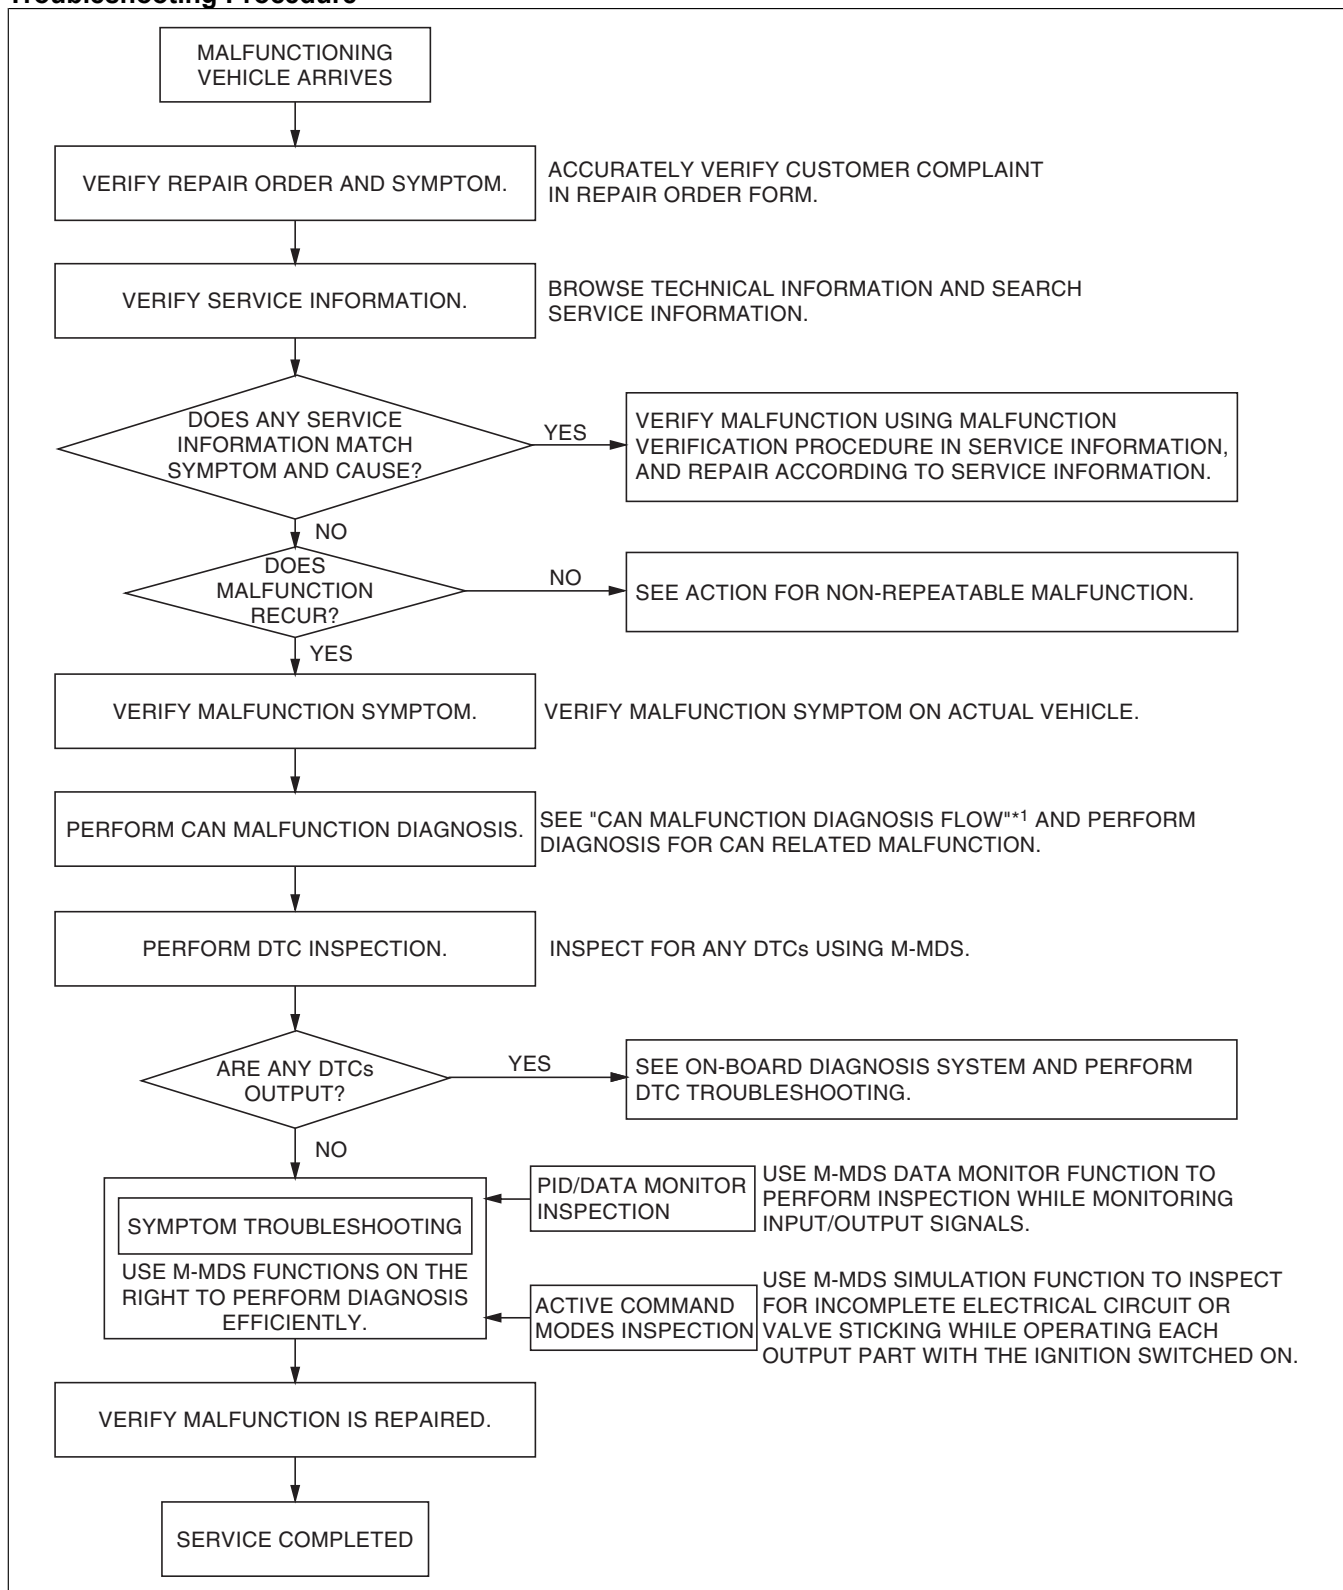 Troubleshooting Procedure
MALFUNCTIONING
VEHICLE ARRIVES
VERIFY REPAIR ORDER AND SYMPTOM.
ACCURATELY VERIFY CUSTOMER COMPLAINT
IN REPAIR ORDER FORM.
VERIFY SERVICE INFORMATION.
BROWSE TECHNICAL INFORMATION AND SEARCH
SERVICE INFORMATION.
DOES ANY SERVICE
INFORMATION MATCH
SYMPTOM AND CAUSE?
YES
VERIFY MALFUNCTION USING MALFUNCTION
VERIFICATION PROCEDURE IN SERVICE INFORMATION,
AND REPAIR ACCORDING TO SERVICE INFORMATION.
NO
DOES
MALFUNCTION
RECUR?
NO
SEE ACTION FOR NON-REPEATABLE MALFUNCTION.
YES
VERIFY MALFUNCTION SYMPTOM.
VERIFY MALFUNCTION SYMPTOM ON ACTUAL VEHICLE.
PERFORM CAN MALFUNCTION DIAGNOSIS.
SEE "CAN MALFUNCTION DIAGNOSIS FLOW"*1 AND PERFORM
DIAGNOSIS FOR CAN RELATED MALFUNCTION.
PERFORM DTC INSPECTION.
INSPECT FOR ANY DTCs USING M-MDS.
ARE ANY DTCs
OUTPUT?
YES
SEE ON-BOARD DIAGNOSIS SYSTEM AND PERFORM
DTC TROUBLESHOOTING.
NO
SYMPTOM TROUBLESHOOTING
USE M-MDS FUNCTIONS ON THE
RIGHT TO PERFORM DIAGNOSIS
EFFICIENTLY.
PID/DATA MONITOR
INSPECTION
USE M-MDS DATA MONITOR FUNCTION TO
PERFORM INSPECTION WHILE MONITORING
INPUT/OUTPUT SIGNALS.
ACTIVE COMMAND
MODES INSPECTION
USE M-MDS SIMULATION FUNCTION TO INSPECT
FOR INCOMPLETE ELECTRICAL CIRCUIT OR
VALVE STICKING WHILE OPERATING EACH
OUTPUT PART WITH THE IGNITION SWITCHED ON.
VERIFY MALFUNCTION IS REPAIRED.
SERVICE COMPLETED